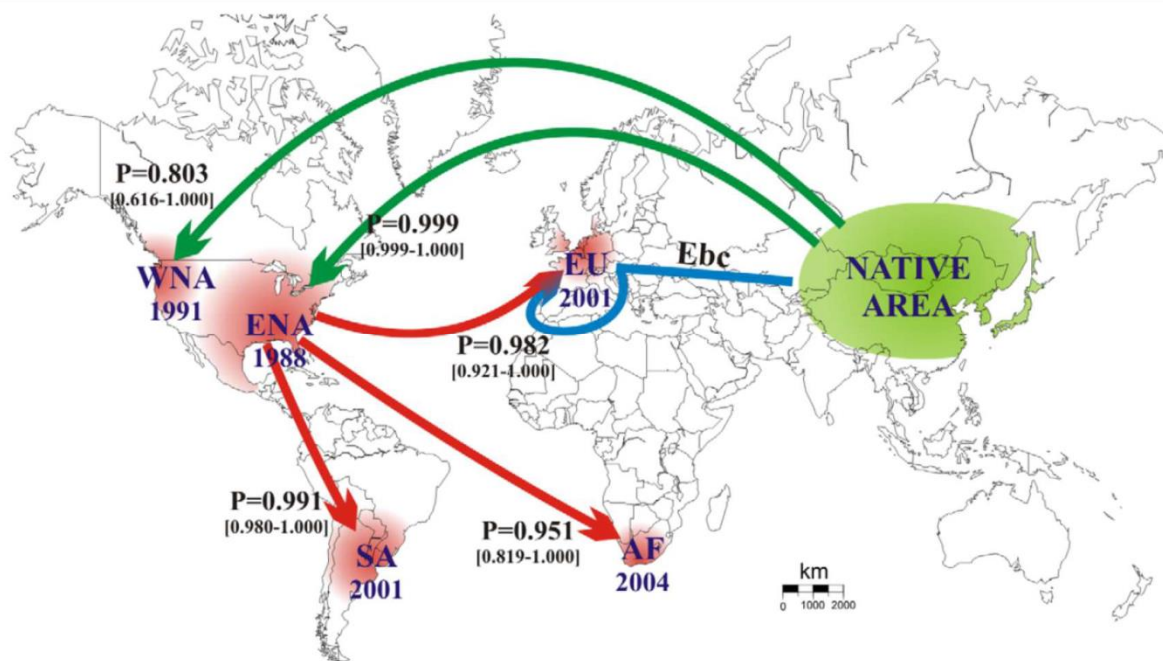 P=0.803
[0.616-1.000]
P=0.999
[0.999-1.000]
WNA
1991
ENA
1988
EU
2001
Ebc
NATIVE
AREA
P=0.982
[0.921-1.000]
P=0.991
[0.980-1.000]
SA
2001
P=0.951
[0.819-1.000]
AF
2004
km
0 1000 2000